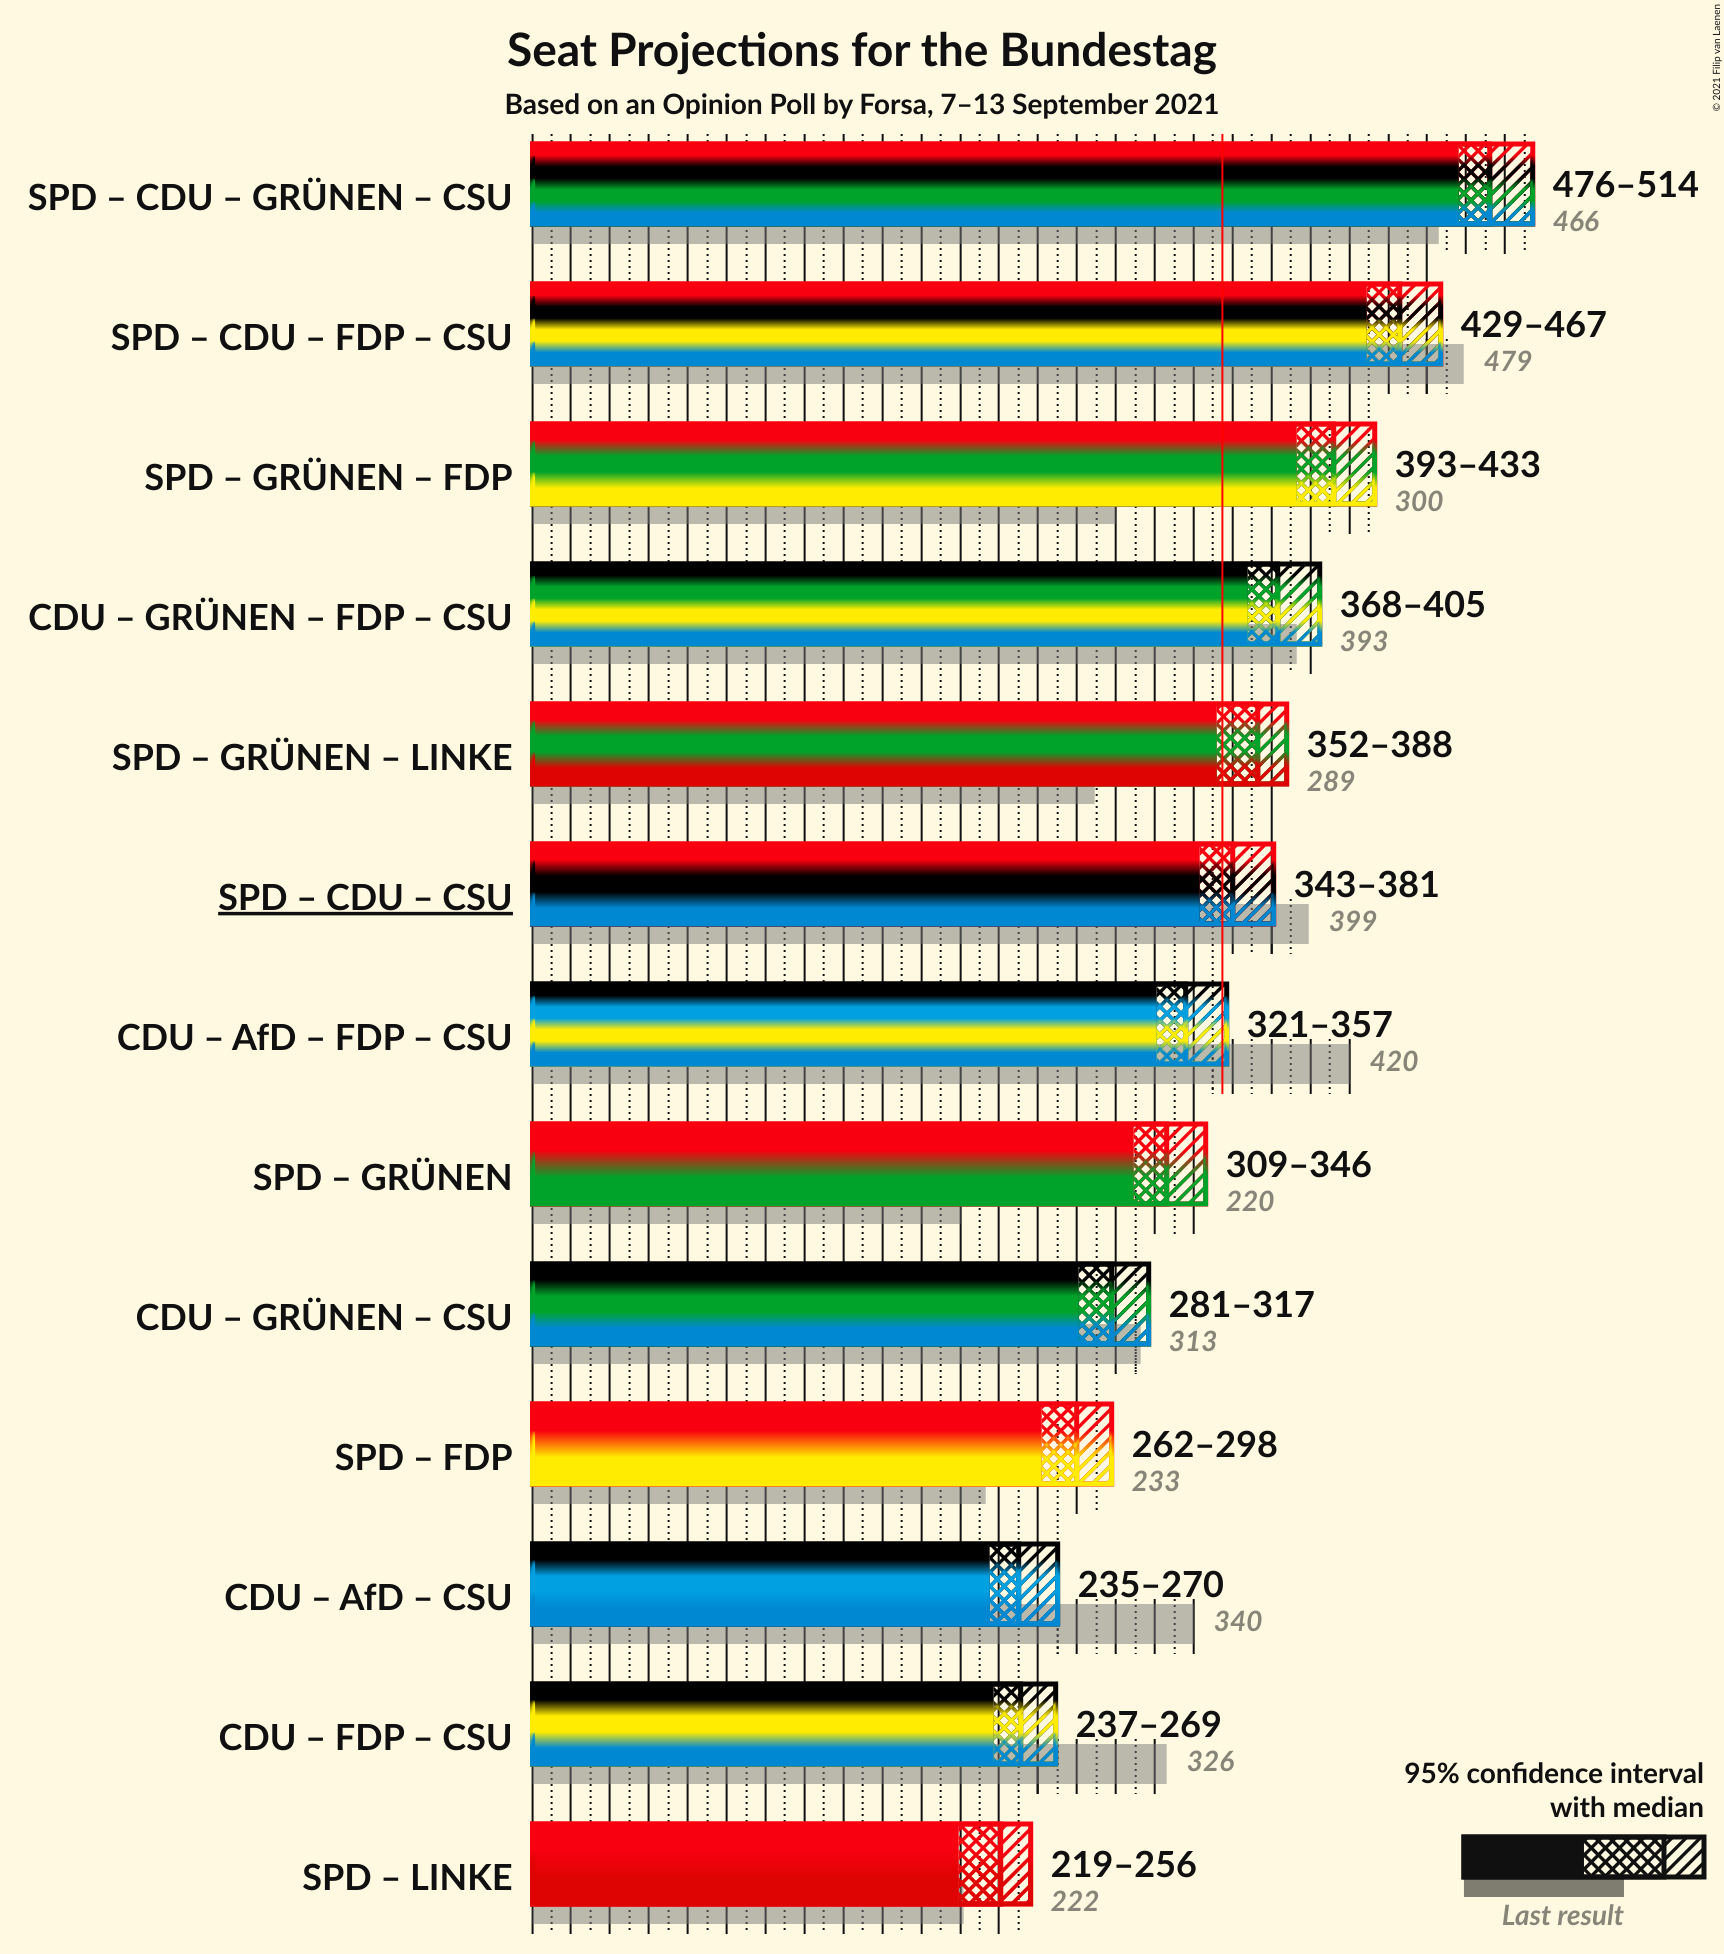 Seat Projections for the Bundestag
Based on an Opinion Poll by Forsa, 7–13 September 2021
© 2021 Filip van Laenen
SPD – CDU – GRÜNEN – CSU
476–514
466
SPD – CDU – FDP – CSU
429–467
479
SPD – GRÜNEN – FDP
393–433
300
CDU – GRÜNEN – FDP – CSU
368–405
393
SPD – GRÜNEN – LINKE
352–388
289
SPD – CDU – CSU
343–381
399
CDU – AfD – FDP – CSU
321–357
420
SPD – GRÜNEN
309–346
220
CDU – GRÜNEN – CSU
281–317
313
SPD – FDP
262–298
233
CDU – AfD – CSU
235–270
340
CDU – FDP – CSU
237–269
326
SPD – LINKE
219–256
222
95% confidence interval
with median
Last result